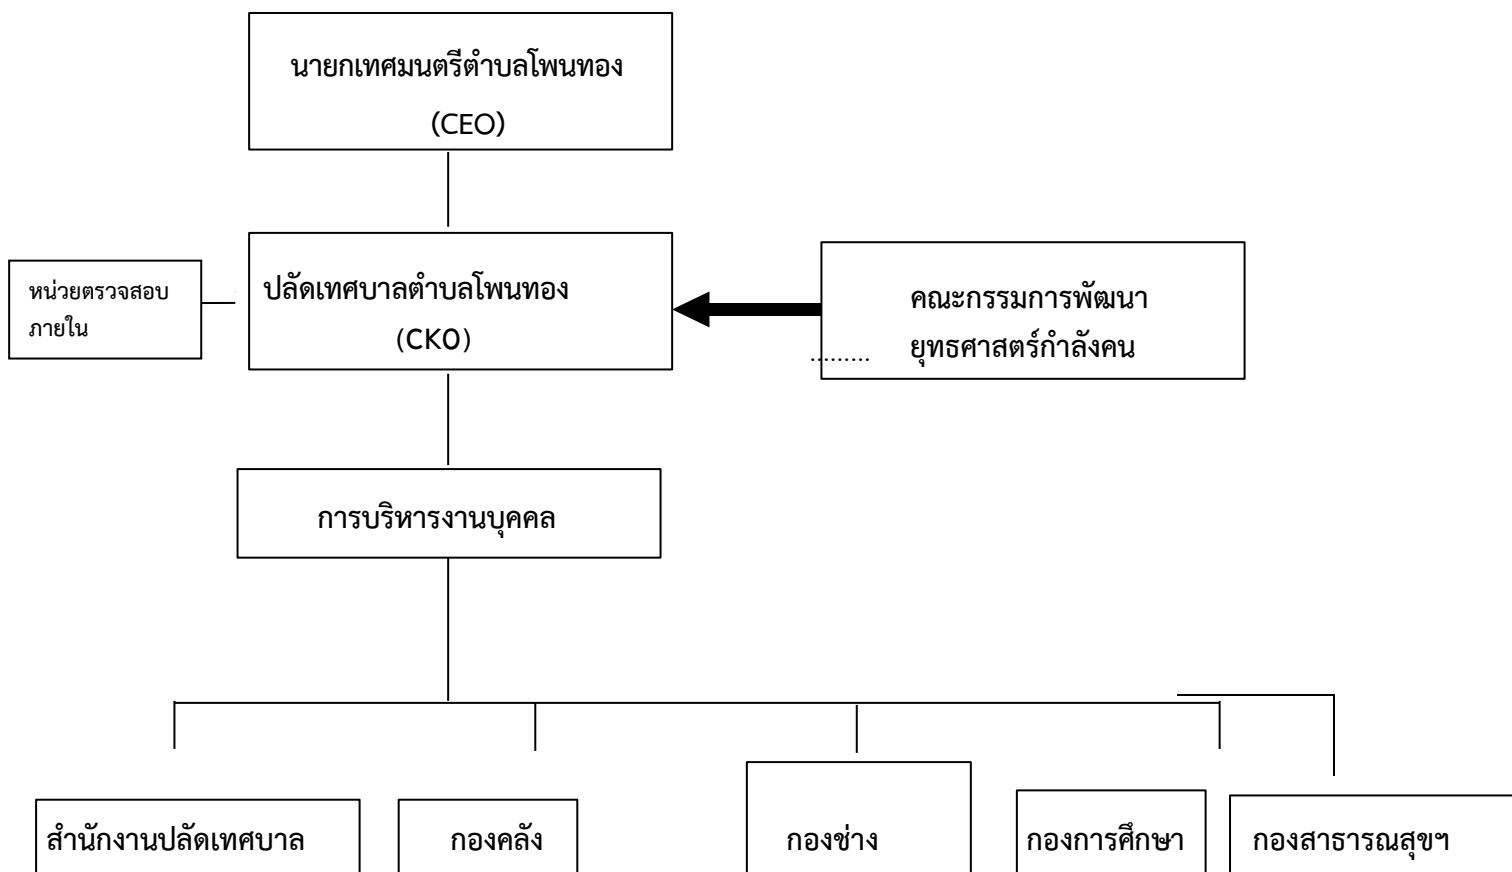 นายกเทศมนตรีตำบลโพนทอง
(CEO)
หน่วยตรวจสอบ
ภายใน
ปลัดเทศบาลตำบลโพนทอง
(CKO)
คณะกรรมการพัฒนา
ยุทธศาสตร์กำลังคน
.........
การบริหารงานบุคคล
สำนักงานปลัดเทศบาล
กองคลัง
กองช่าง
กองการศึกษา
กองสาธารณสุขฯ